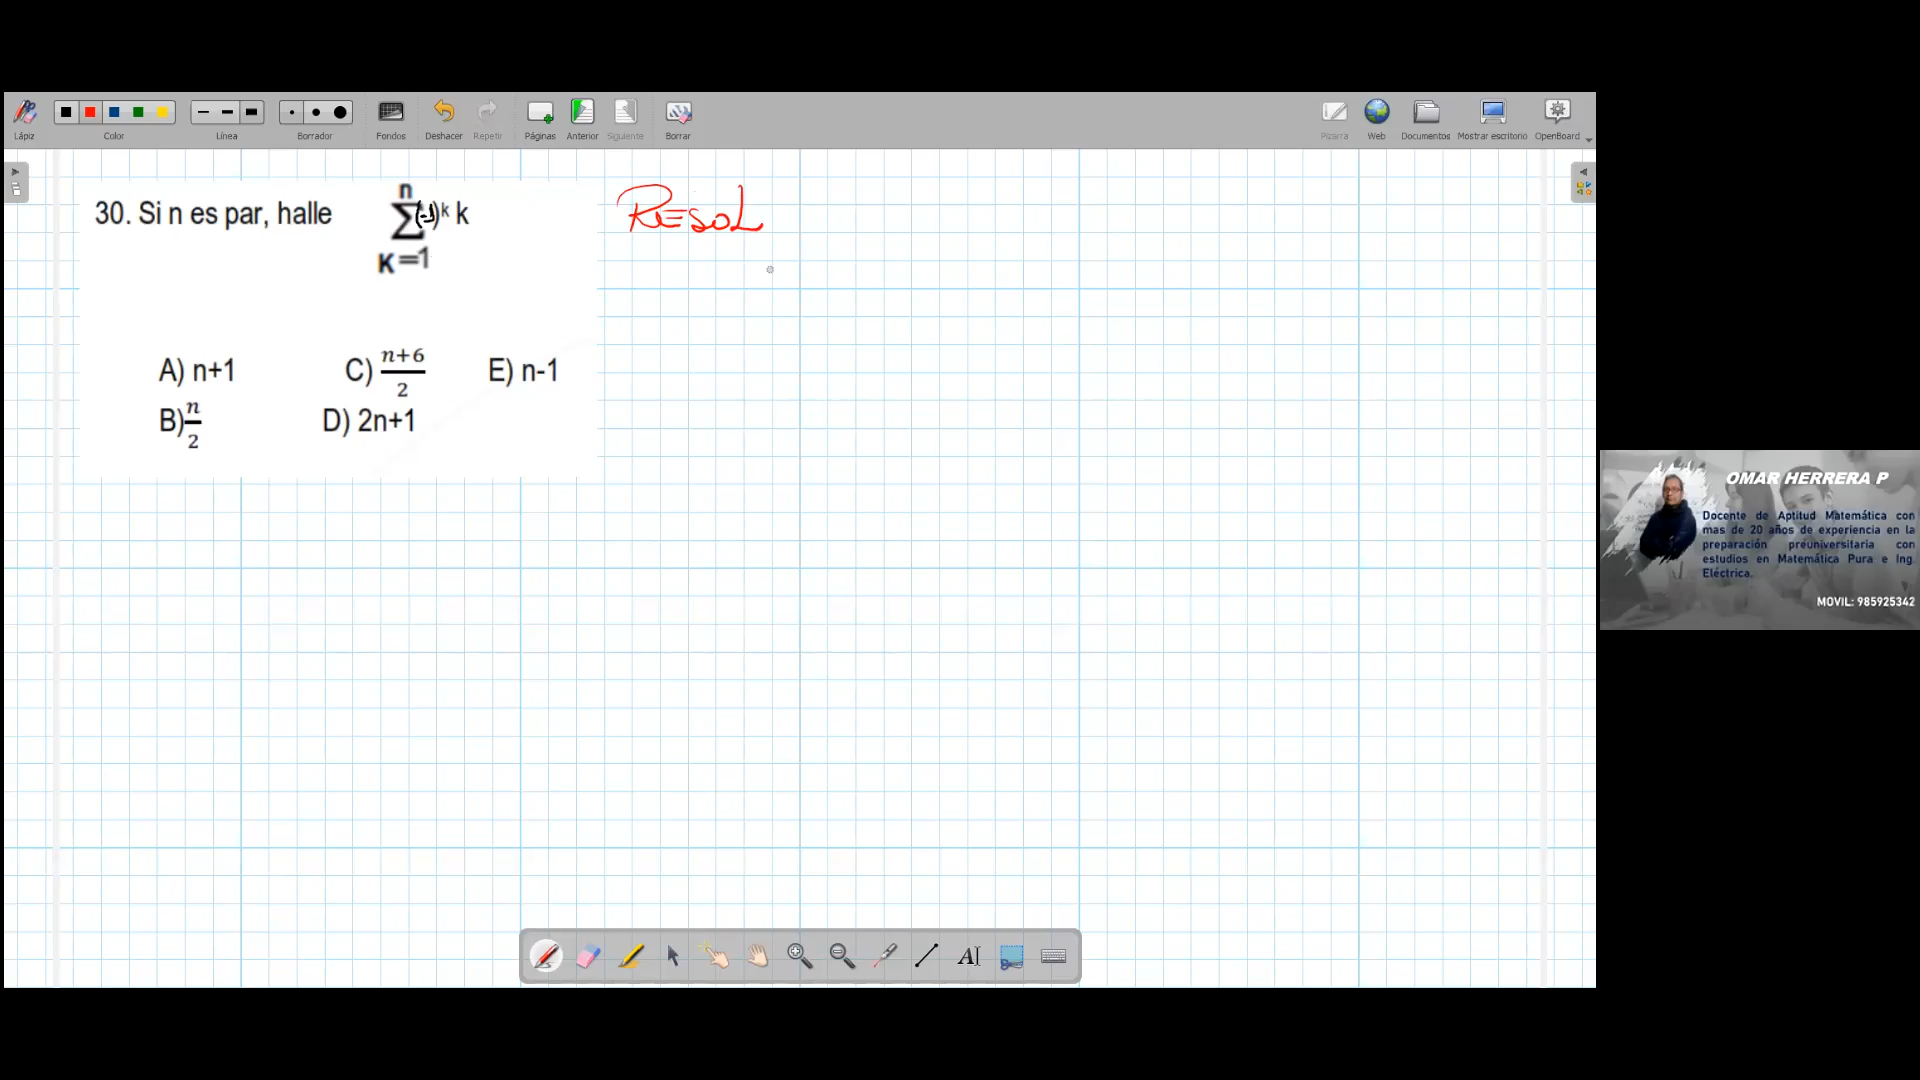 Lápiz
Color
Línea
Borrador
Fondos
Deshacer
Repetir
Páginas
Anterior
Siguiente
Borrar
Pizarra
Web
Documentos
Mostrar escritorio
OpenBoard
30. Si n es par, halle
n
∑(-1)ᵏ k
K=1
RESOL
A) n+1
C) n+6
2
E) n-1
B) n
2
D) 2n+1
OMAR HERRERA P
Docente de Aptitud Matemática con
mas de 20 años de experiencia en la
preparación preuniversitaria con
estudios en Matemática Pura e Ing.
Eléctrica.
MOVIL: 985925342
AI